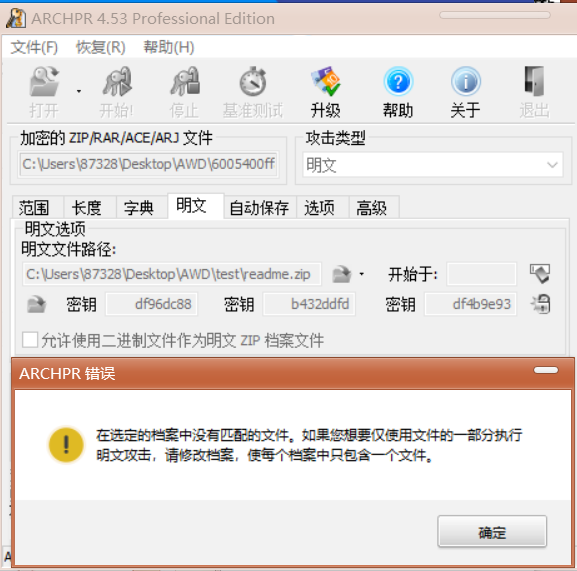 ARCHPR 4.53 Professional Edition
文件(F) 恢复(R) 帮助(H)
打开 开始! 停止 基准测试 升级 帮助 关于 退出
加密的 ZIP/RAR/ACE/ARJ 文件 攻击类型
C:\Users\87328\Desktop\AWD\6005400ff 明文
范围 长度 字典 明文 自动保存 选项 高级
明文选项
明文文件路径:
C:\Users\87328\Desktop\AWD\test\readme.zip 开始于:
密钥 df96dc88 密钥 b432ddfd 密钥 df4b9e93
允许使用二进制文件作为明文 ZIP 档案文件
ARCHPR 错误
在选定的档案中没有匹配的文件。如果您想要仅使用文件的一部分执行
明文攻击，请修改档案，使每个档案中只包含一个文件。
确定